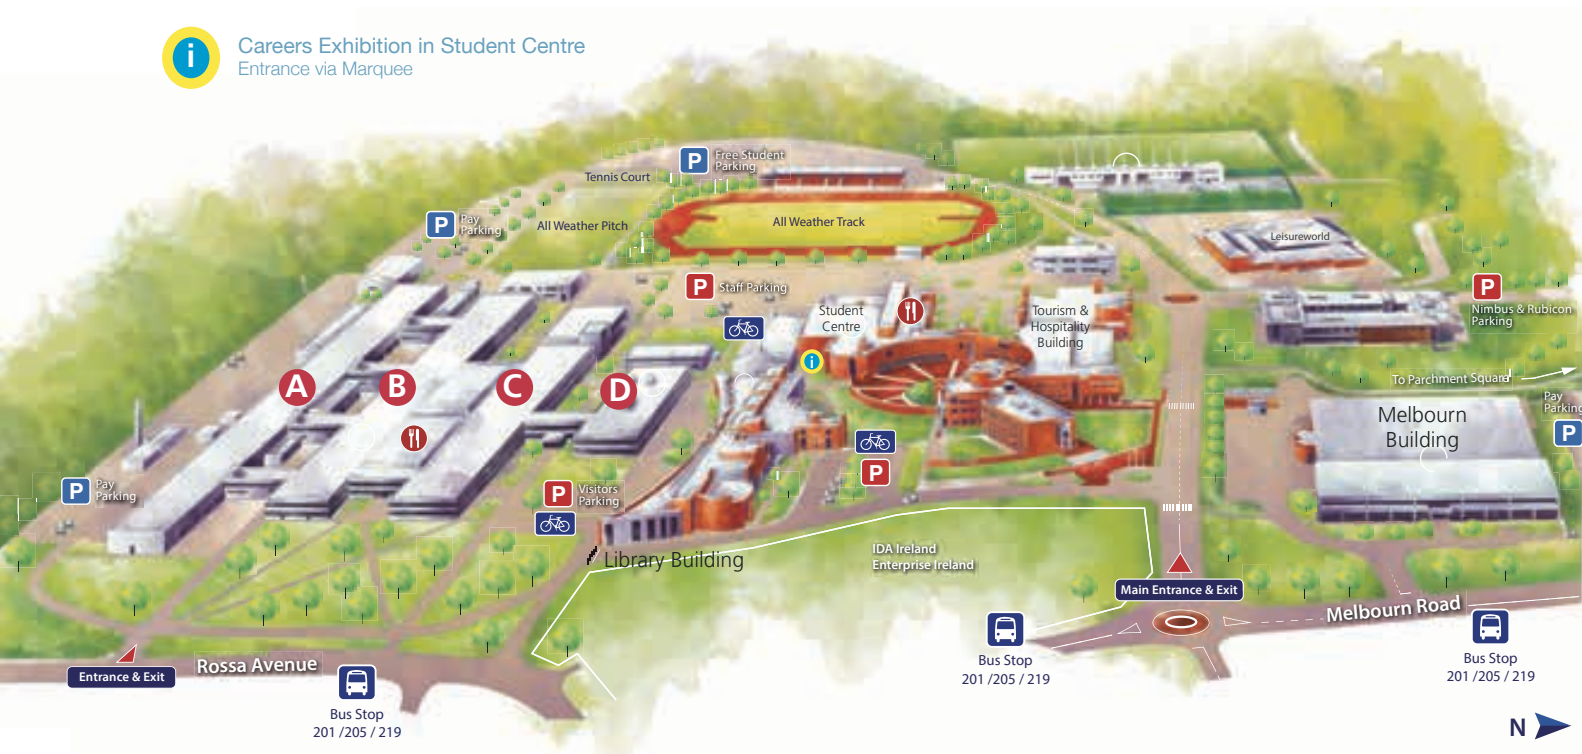 i
Careers Exhibition in Student Centre
Entrance via Marquee
P
Free Student
Parking
Tennis Court
P
Pay
Parking
All Weather Pitch
All Weather Track
Leisureworld
P
Staff Parking
P
Nimbus & Rubicon
Parking
Student
Centre
Tourism &
Hospitality
Building
i
A
B
C
D
To Parchment Square
Pay
Parking
P
Melbourn
Building
P
Pay
Parking
P
Visitors
Parking
P
Library Building
IDA Ireland
Enterprise Ireland
Main Entrance & Exit
Melbourn Road
Bus Stop
201 /205 / 219
Bus Stop
201 /205 / 219
Rossa Avenue
Entrance & Exit
Bus Stop
201 /205 / 219
N